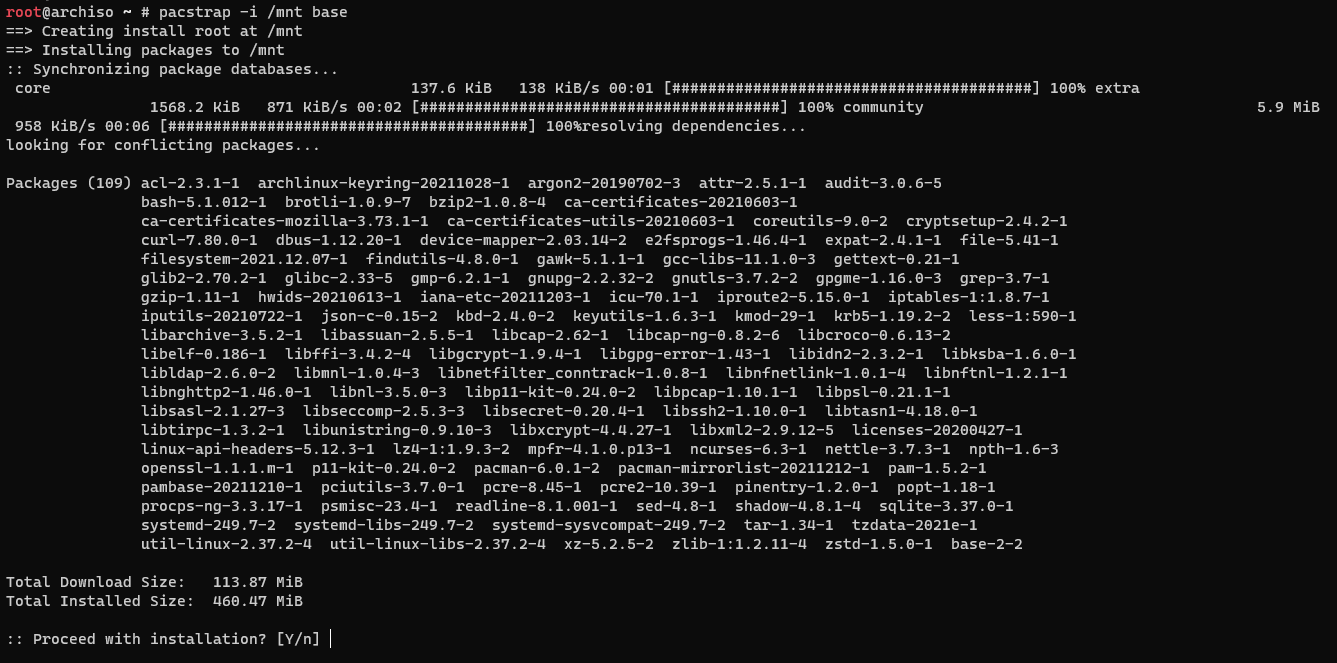 root@archiso ~ # pacstrap -i /mnt base
==> Creating install root at /mnt
==> Installing packages to /mnt
:: Synchronizing package databases...
core 137.6 KiB 138 KiB/s 00:01 [########################################] 100% extra
1568.2 KiB 871 KiB/s 00:02 [########################################] 100% community 5.9 MiB
958 KiB/s 00:06 [########################################] 100%resolving dependencies...
looking for conflicting packages...
Packages (109) acl-2.3.1-1 archlinux-keyring-20211028-1 argon2-20190702-3 attr-2.5.1-1 audit-3.0.6-5
bash-5.1.012-1 brotli-1.0.9-7 bzip2-1.0.8-4 ca-certificates-20210603-1
ca-certificates-mozilla-3.73.1-1 ca-certificates-utils-20210603-1 coreutils-9.0-2 cryptsetup-2.4.2-1
curl-7.80.0-1 dbus-1.12.20-1 device-mapper-2.03.14-2 e2fsprogs-1.46.4-1 expat-2.4.1-1 file-5.41-1
filesystem-2021.12.07-1 findutils-4.8.0-1 gawk-5.1.1-1 gcc-libs-11.1.0-3 gettext-0.21-1
glib2-2.70.2-1 glibc-2.33-5 gmp-6.2.1-1 gnupg-2.2.32-2 gnutls-3.7.2-2 gpgme-1.16.0-3 grep-3.7-1
gzip-1.11-1 hwids-20210613-1 iana-etc-20211203-1 icu-70.1-1 iproute2-5.15.0-1 iptables-1:1.8.7-1
iputils-20210722-1 json-c-0.15-2 kbd-2.4.0-2 keyutils-1.6.3-1 kmod-29-1 krb5-1.19.2-2 less-1:590-1
libarchive-3.5.2-1 libassuan-2.5.5-1 libcap-2.62-1 libcap-ng-0.8.2-6 libcroco-0.6.13-2
libelf-0.186-1 libffi-3.4.2-4 libgcrypt-1.9.4-1 libgpg-error-1.43-1 libidn2-2.3.2-1 libksba-1.6.0-1
libldap-2.6.0-2 libmnl-1.0.4-3 libnetfilter_conntrack-1.0.8-1 libnfnetlink-1.0.1-4 libnftnl-1.2.1-1
libnghttp2-1.46.0-1 libnl-3.5.0-3 libp11-kit-0.24.0-2 libpcap-1.10.1-1 libpsl-0.21.1-1
libsasl-2.1.27-3 libseccomp-2.5.3-3 libsecret-0.20.4-1 libssh2-1.10.0-1 libtasn1-4.18.0-1
libtirpc-1.3.2-1 libunistring-0.9.10-3 libxcrypt-4.4.27-1 libxml2-2.9.12-5 licenses-20200427-1
linux-api-headers-5.12.3-1 lz4-1:1.9.3-2 mpfr-4.1.0.p13-1 ncurses-6.3-1 nettle-3.7.3-1 npth-1.6-3
openssl-1.1.1.m-1 p11-kit-0.24.0-2 pacman-6.0.1-2 pacman-mirrorlist-20211212-1 pam-1.5.2-1
pambase-20211210-1 pciutils-3.7.0-1 pcre-8.45-1 pcre2-10.39-1 pinentry-1.2.0-1 popt-1.18-1
procps-ng-3.3.17-1 psmisc-23.4-1 readline-8.1.001-1 sed-4.8-1 shadow-4.8.1-4 sqlite-3.37.0-1
systemd-249.7-2 systemd-libs-249.7-2 systemd-sysvcompat-249.7-2 tar-1.34-1 tzdata-2021e-1
util-linux-2.37.2-4 util-linux-libs-2.37.2-4 xz-5.2.5-2 zlib-1:1.2.11-4 zstd-1.5.0-1 base-2-2
Total Download Size: 113.87 MiB
Total Installed Size: 460.47 MiB
:: Proceed with installation? [Y/n]